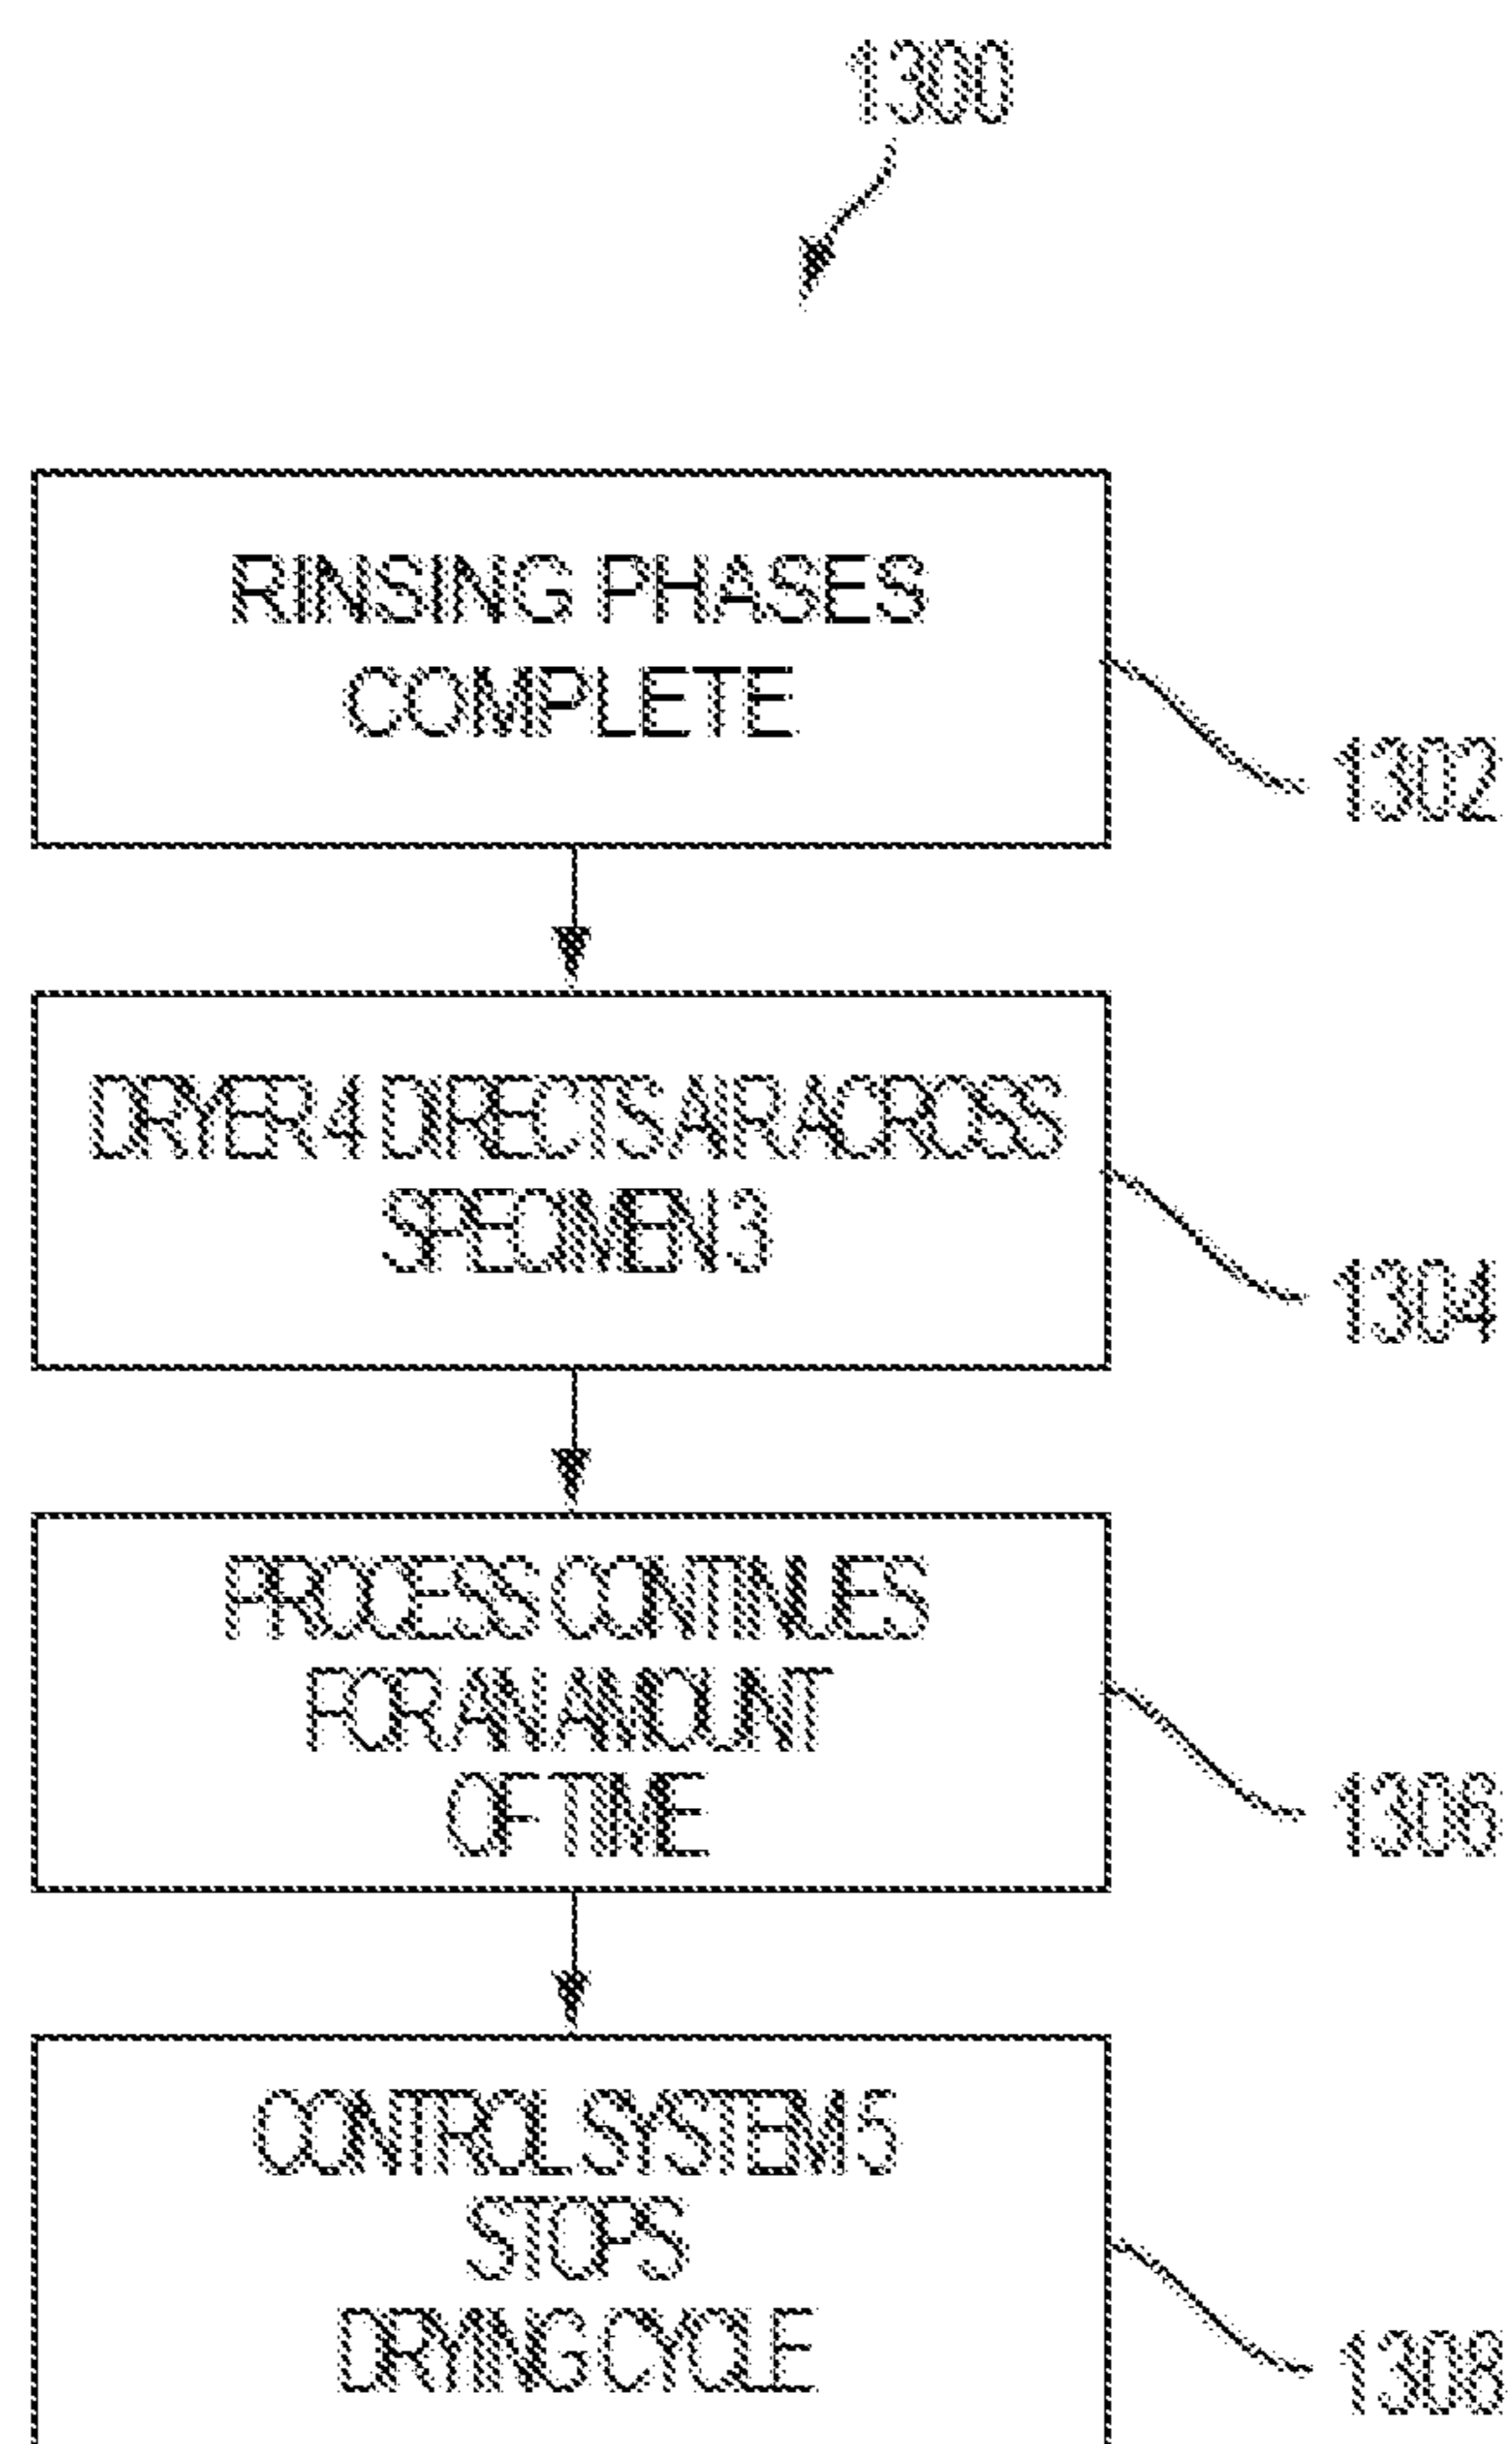 1300
RINSING PHASES
COMPLETE
1302
DRYER 4 DIRECTS AIR ACROSS
SPECIMEN 3
1304
PROCESS CONTINUES
FOR AN AMOUNT
OF TIME
1306
CONTROL SYSTEM 5
STOPS
DRYING CYCLE
1308